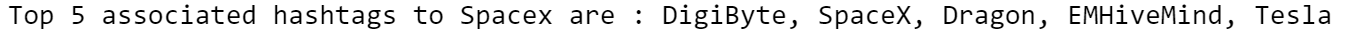 Top 5 associated hashtags to Spacex are : DigiByte, SpaceX, Dragon, EMHiveMind, Tesla